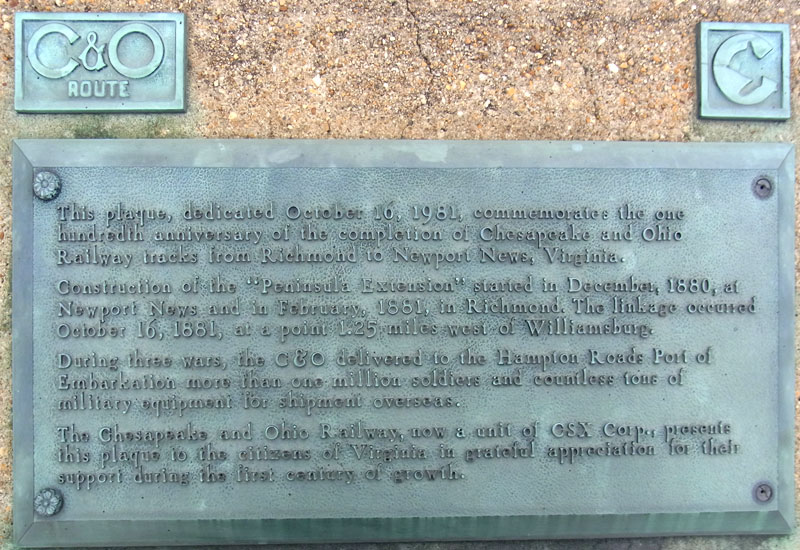 C&O
ROUTE
This plaque, dedicated October 16, 1981, commemorates the one
hundredth anniversary of the completion of Chesapeake and Ohio
Railway tracks from Richmond to Newport News, Virginia.
Construction of the "Peninsula Extension" started in December, 1880, at
Newport News and in February, 1881, in Richmond. The linkage occurred
October 16, 1881, at a point 1.25 miles west of Williamsburg.
During three wars, the C&O delivered to the Hampton Roads Port of
Embarkation more than one million soldiers and countless tons of
military equipment for shipment overseas.
The Chesapeake and Ohio Railway, now a unit of CSX Corp., presents
this plaque to the citizens of Virginia in grateful appreciation for their
support during the first century of growth.